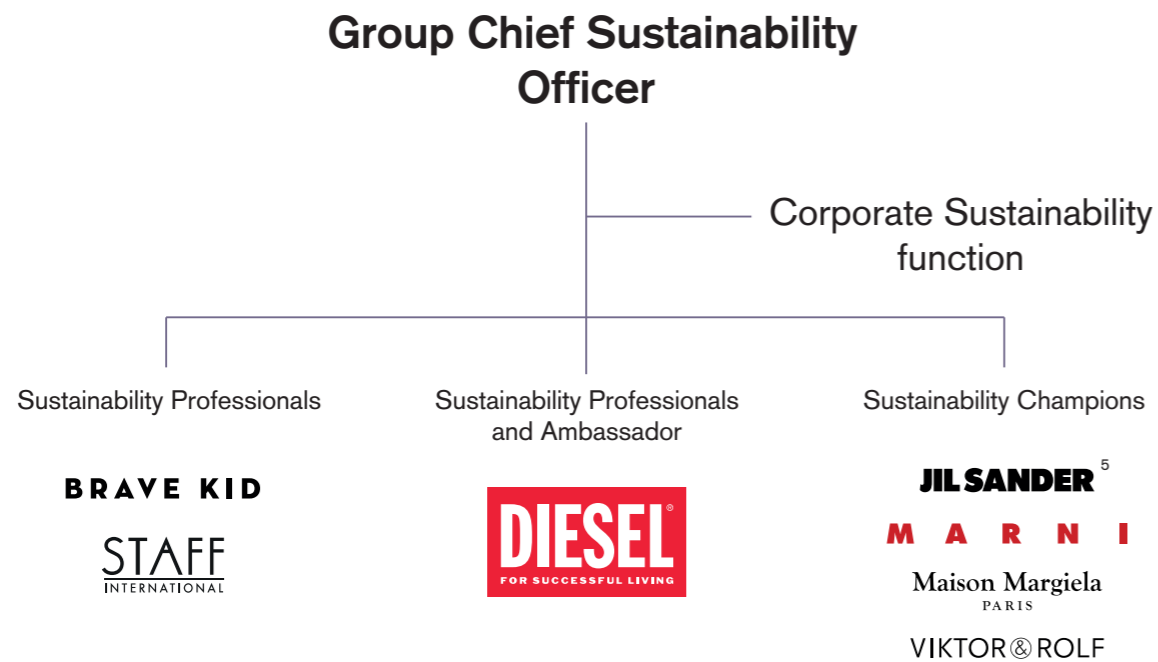 Group Chief Sustainability
Officer
Corporate Sustainability
function
Sustainability Professionals
BRAVE KID
STAFF
INTERNATIONAL
Sustainability Professionals
and Ambassador
DIESEL®
FOR SUCCESSFUL LIVING
Sustainability Champions
JIL SANDER 5
MARNI
Maison Margiela
PARIS
VIKTOR&ROLF